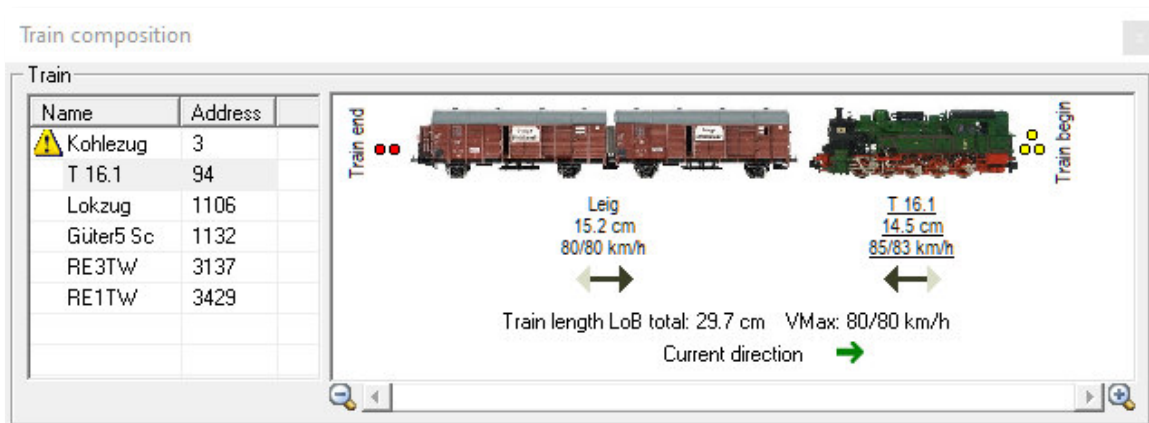 Train composition
Train
Name Address
Kohlezug 3
T 16.1 94
Lokzug 1106
Güter5 Sc 1132
RE3TW 3137
RE1TW 3429
Train end
Train begin
Leig
15.2 cm
80/80 km/h
T 16.1
14.5 cm
85/83 km/h
Train length LoB total: 29.7 cm VMax: 80/80 km/h
Current direction